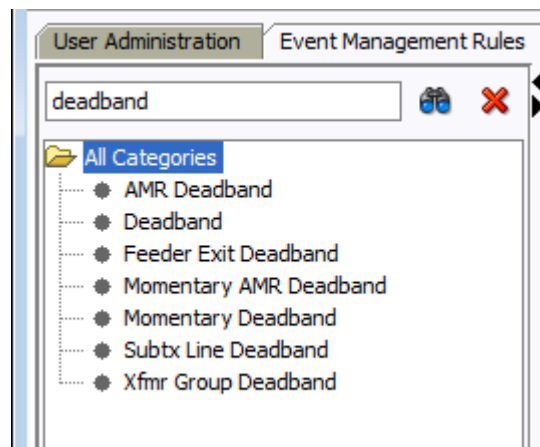 User Administration Event Management Rules
deadband
All Categories
AMR Deadband
Deadband
Feeder Exit Deadband
Momentary AMR Deadband
Momentary Deadband
Subtx Line Deadband
Xfmr Group Deadband